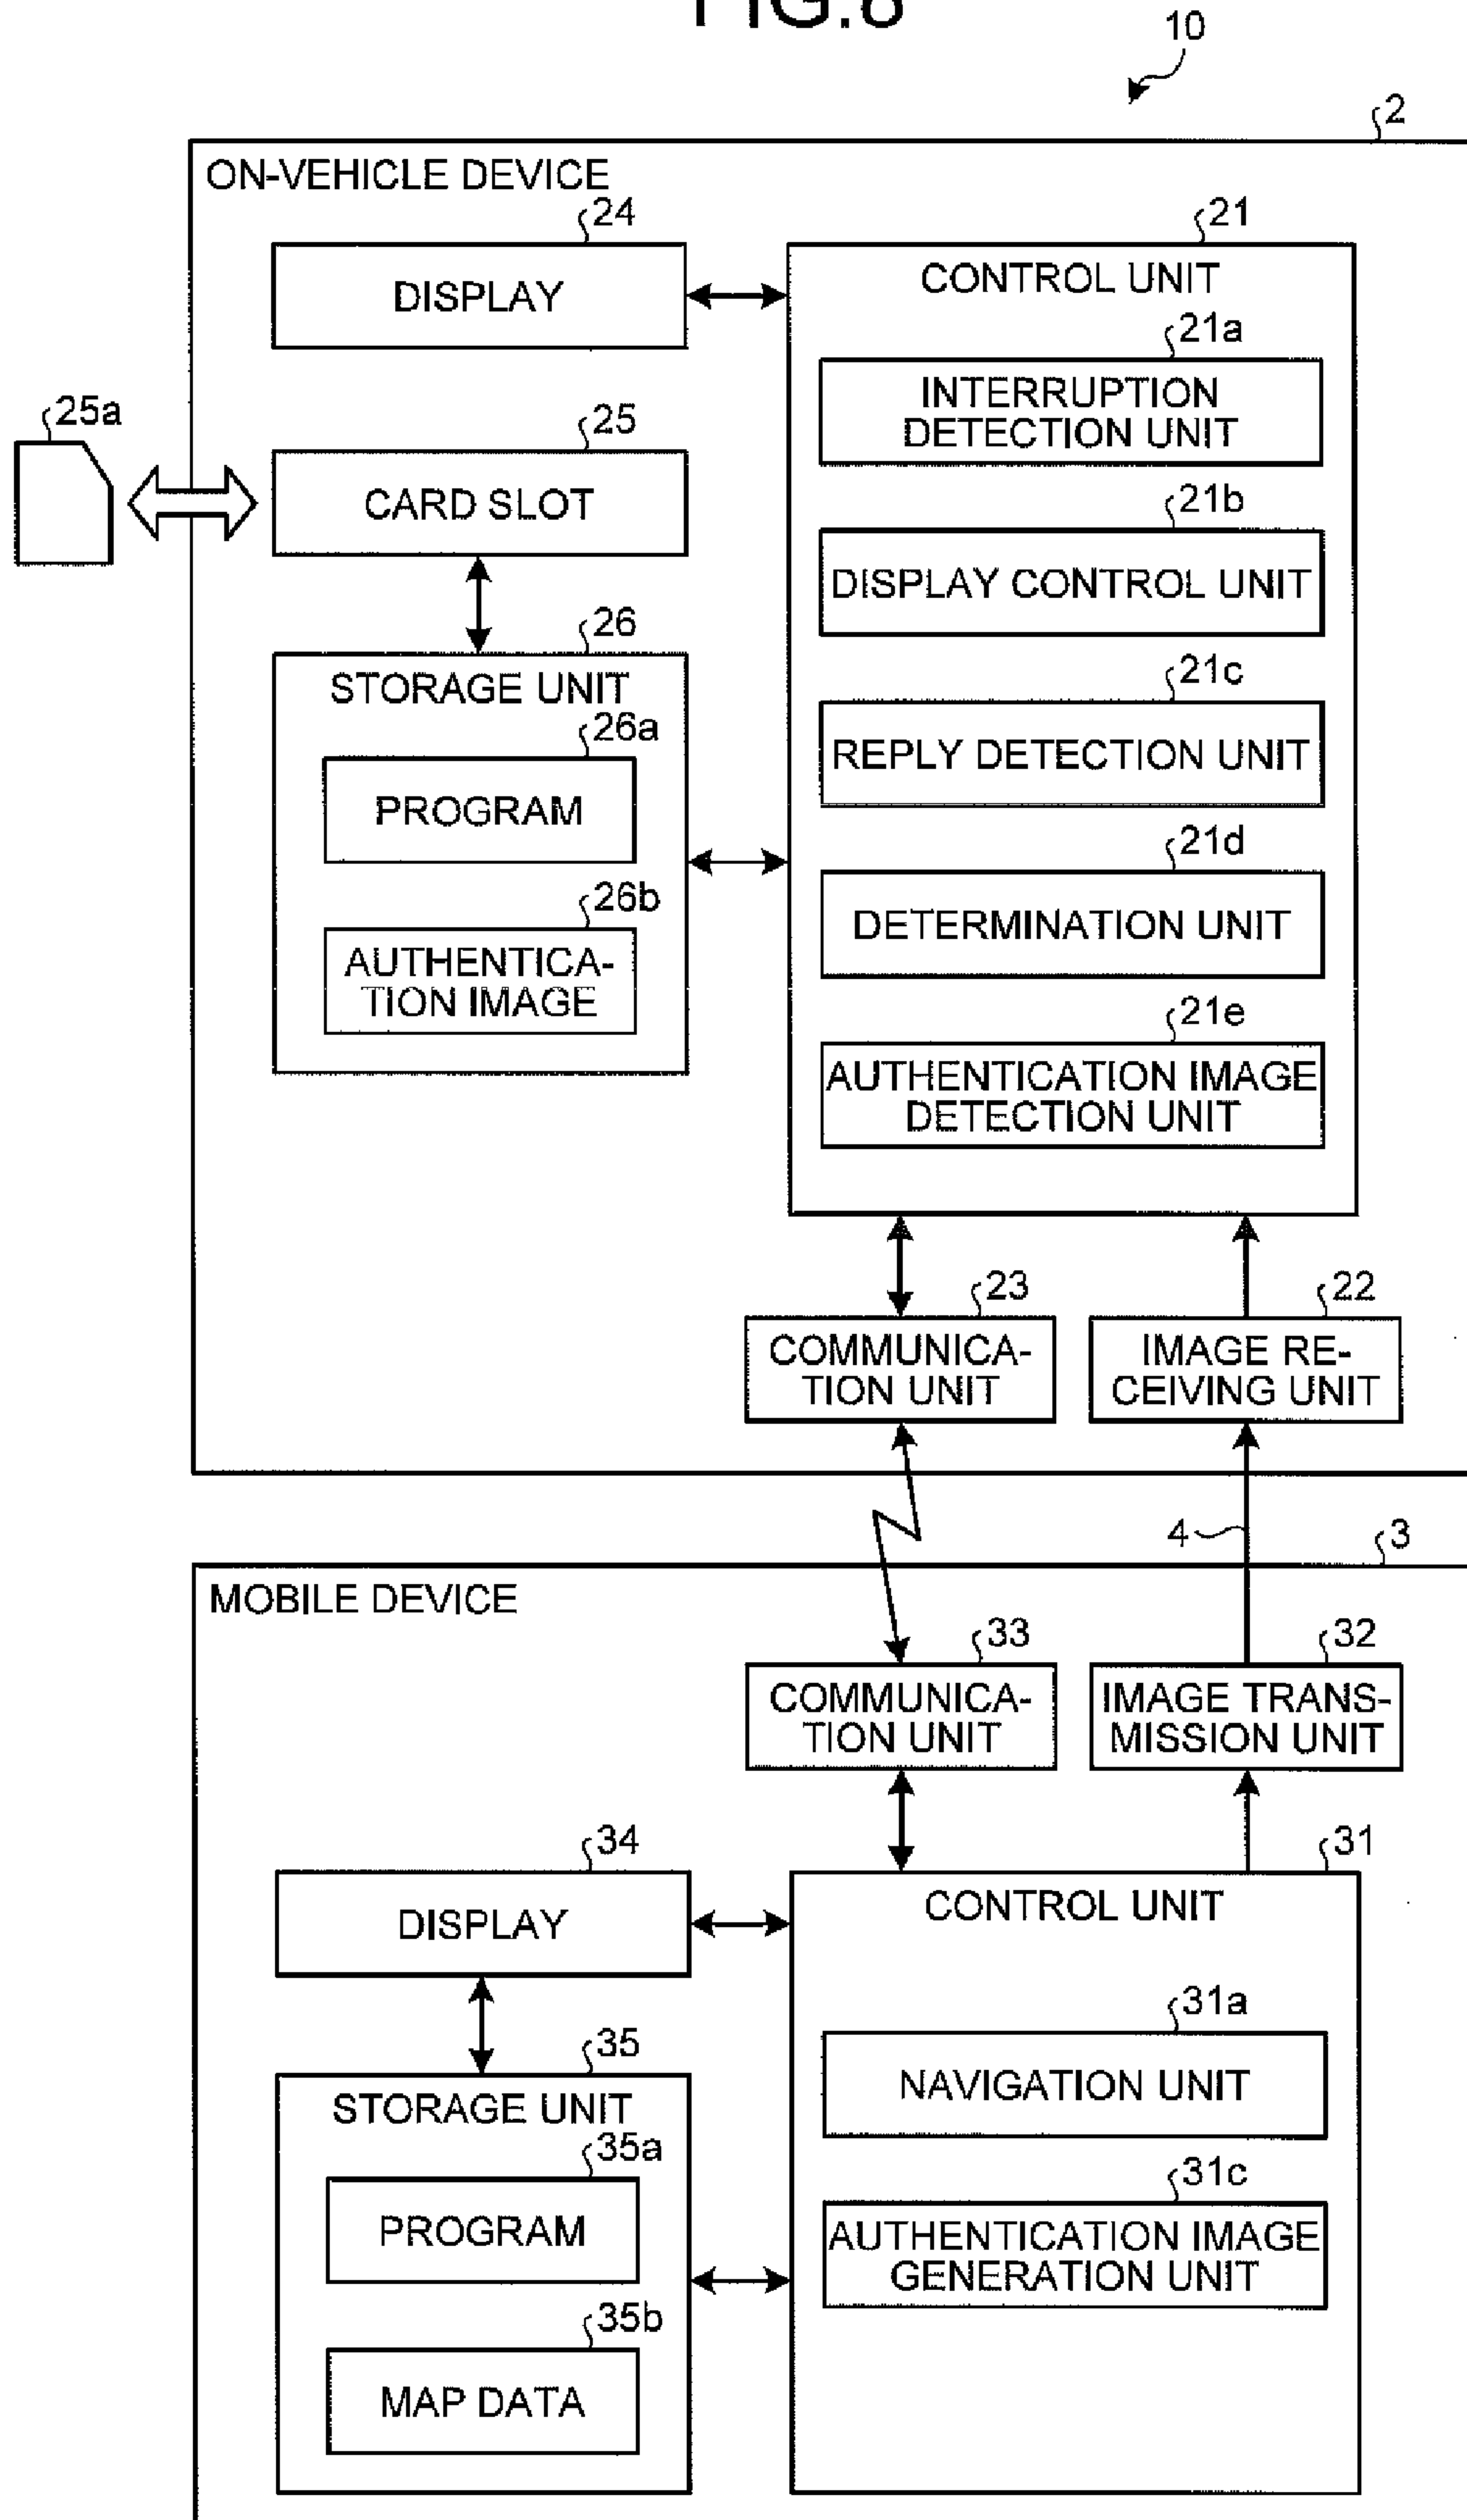 FIG.8
10
2
ON-VEHICLE DEVICE
24
DISPLAY
21
CONTROL UNIT
21a
INTERRUPTION
DETECTION UNIT
25a
25
CARD SLOT
21b
DISPLAY CONTROL UNIT
26
STORAGE UNIT
26a
PROGRAM
26b
AUTHENTICA-
TION IMAGE
21c
REPLY DETECTION UNIT
21d
DETERMINATION UNIT
21e
AUTHENTICATION IMAGE
DETECTION UNIT
23
COMMUNICA-
TION UNIT
22
IMAGE RE-
CEIVING UNIT
4
3
MOBILE DEVICE
33
COMMUNICA-
TION UNIT
32
IMAGE TRANS-
MISSION UNIT
34
DISPLAY
31
CONTROL UNIT
31a
NAVIGATION UNIT
35
STORAGE UNIT
35a
PROGRAM
35b
MAP DATA
31c
AUTHENTICATION IMAGE
GENERATION UNIT